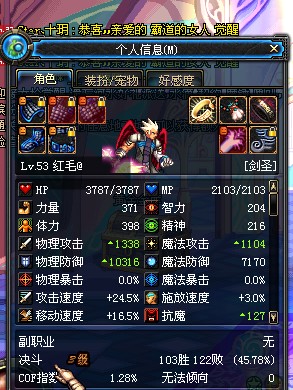 Star十玥：恭喜,,亲爱的 霸道的女人 觉醒
个人信息(M)
角色 装扮/宠物 好感度
Lv.53 红毛@ [剑圣]
HP 3787/3787 MP 2103/2103
力量 371 智力 204
体力 398 精神 216
物理攻击 1338 魔法攻击 1104
物理防御 10316 魔法防御 7170
物理暴击 0.0% 魔法暴击 0.0%
攻击速度 +24.5% 施放速度 +3.0%
移动速度 +16.5% 抗魔 127
副职业 无
决斗 3级 103胜 122败 (45.78%)
COF指数 1.28% 无法倾向 0